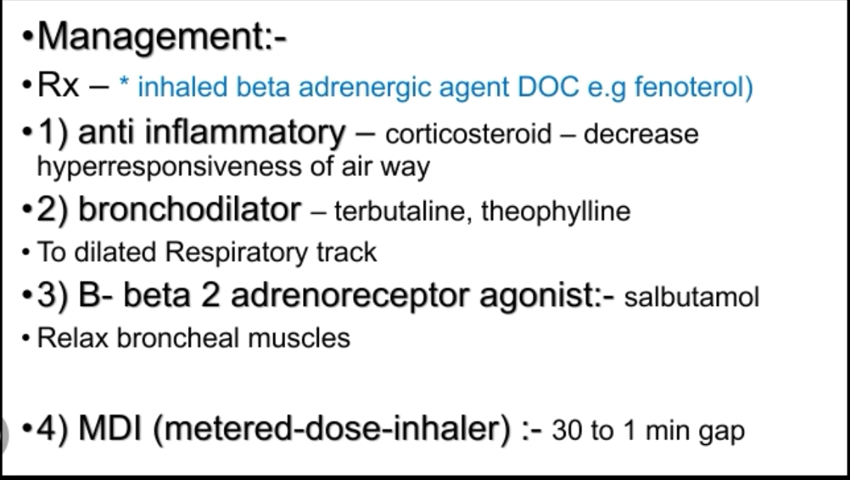 •Management:-
•Rx – * inhaled beta adrenergic agent DOC e.g fenoterol)
•1) anti inflammatory – corticosteroid – decrease
hyperresponsiveness of air way
•2) bronchodilator – terbutaline, theophylline
• To dilated Respiratory track
•3) B- beta 2 adrenoreceptor agonist:- salbutamol
• Relax broncheal muscles
•4) MDI (metered-dose-inhaler) :- 30 to 1 min gap